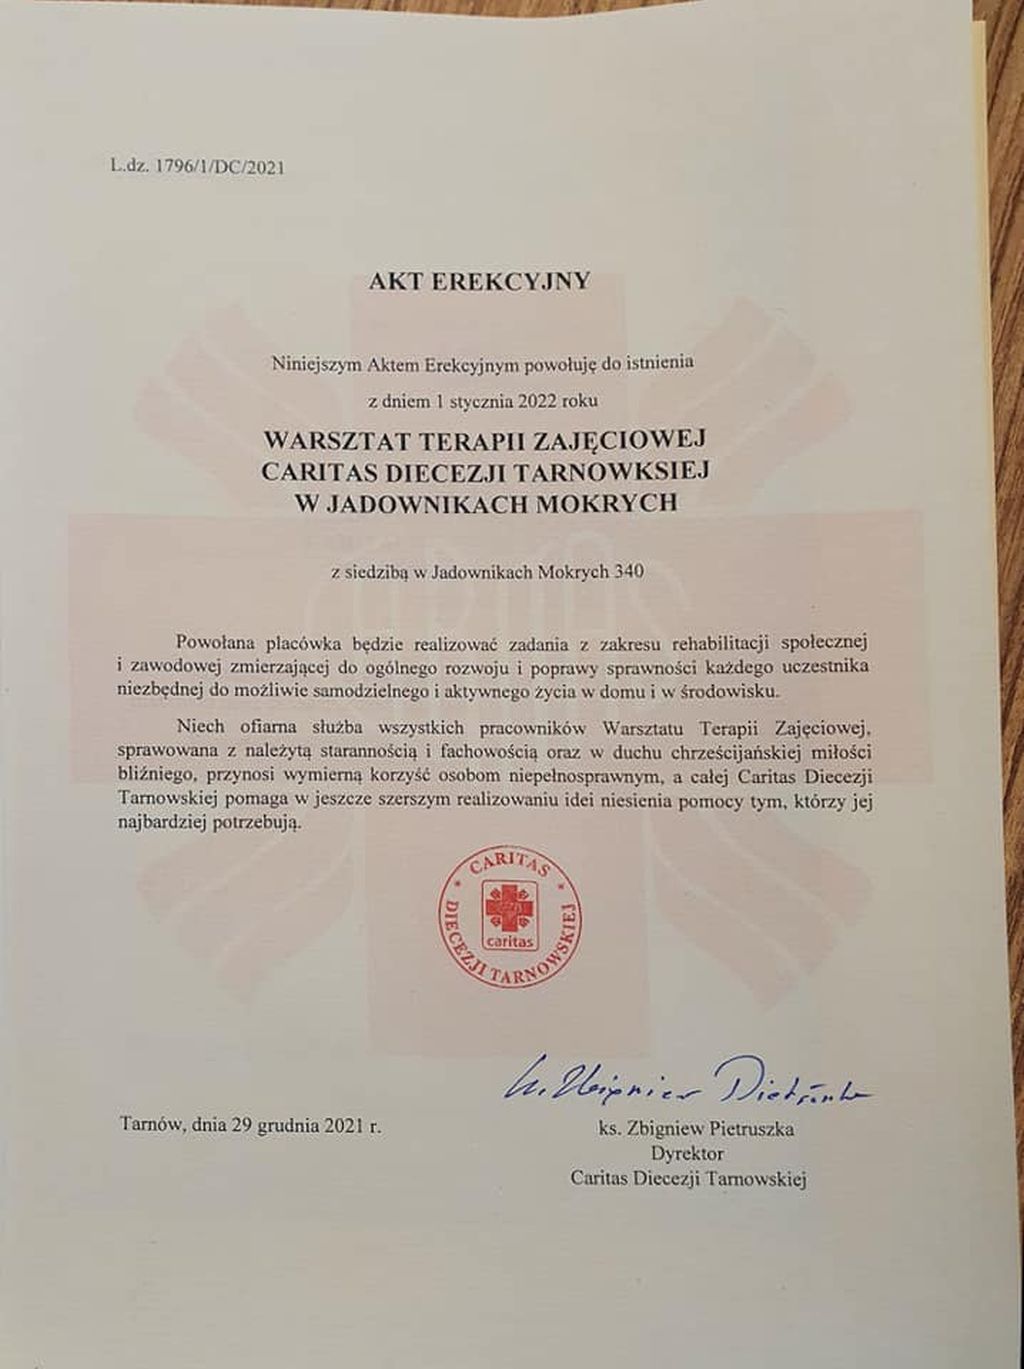 L.dz. 1796/1/DC/2021
AKT EREKCYJNY
Niniejszym Aktem Erekcyjnym powołuję do istnienia
z dniem 1 stycznia 2022 roku
WARSZTAT TERAPII ZAJĘCIOWEJ
CARITAS DIECEZJI TARNOWKSIEJ
W JADOWNIKACH MOKRYCH
z siedzibą w Jadownikach Mokrych 340
Powołana placówka będzie realizować zadania z zakresu rehabilitacji społecznej
i zawodowej zmierzającej do ogólnego rozwoju i poprawy sprawności każdego uczestnika
niezbędnej do możliwie samodzielnego i aktywnego życia w domu i w środowisku.
Niech ofiarna służba wszystkich pracowników Warsztatu Terapii Zajęciowej,
sprawowana z należytą starannością i fachowością oraz w duchu chrześcijańskiej miłości
bliźniego, przynosi wymierną korzyść osobom niepełnosprawnym, a całej Caritas Diecezji
Tarnowskiej pomaga w jeszcze szerszym realizowaniu idei niesienia pomocy tym, którzy jej
najbardziej potrzebują.
CARITAS
DIECEZJI TARNOWSKIEJ
caritas
ks. Zbigniew Pietruszka
Tarnów, dnia 29 grudnia 2021 r.
ks. Zbigniew Pietruszka
Dyrektor
Caritas Diecezji Tarnowskiej